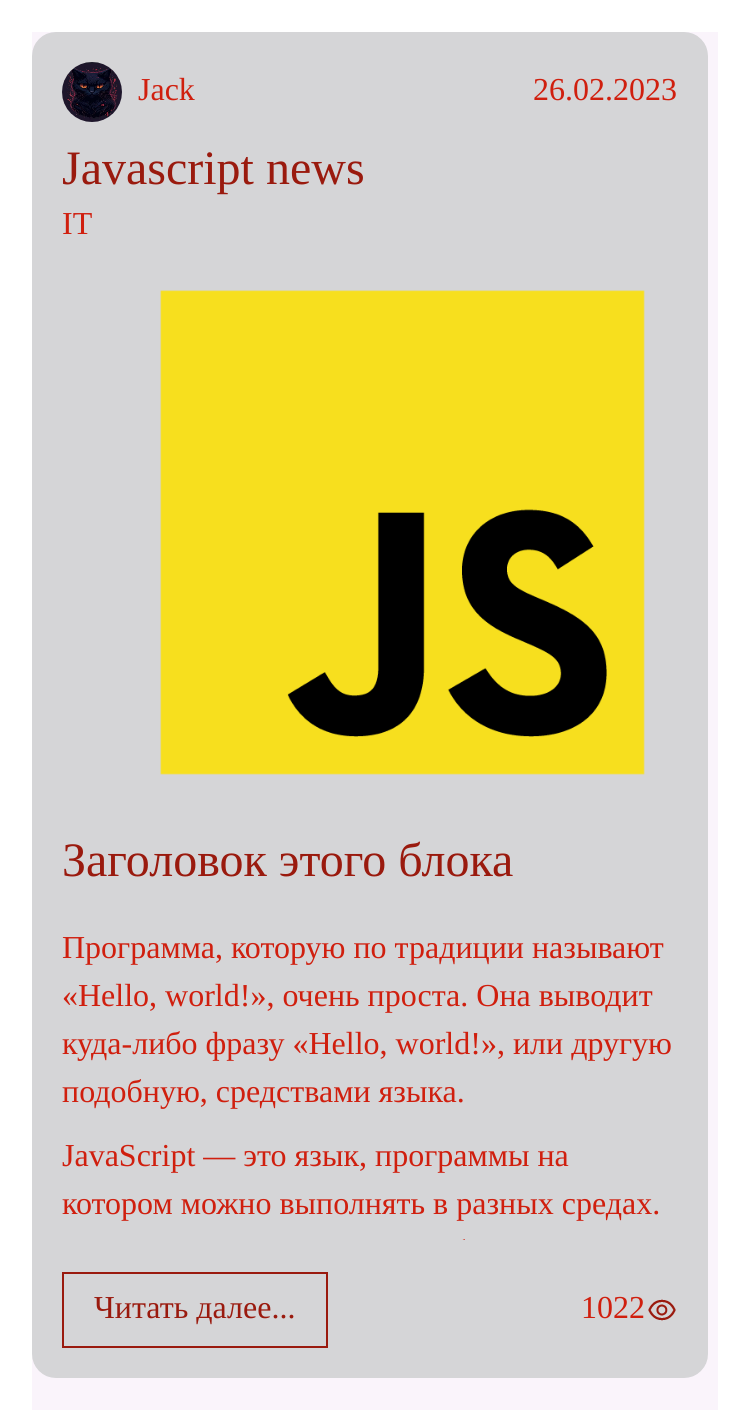 Jack
26.02.2023
Javascript news
IT
JS
Заголовок этого блока
Программа, которую по традиции называют
«Hello, world!», очень проста. Она выводит
куда-либо фразу «Hello, world!», или другую
подобную, средствами языка.
JavaScript — это язык, программы на
котором можно выполнять в разных средах.
Читать далее...
1022